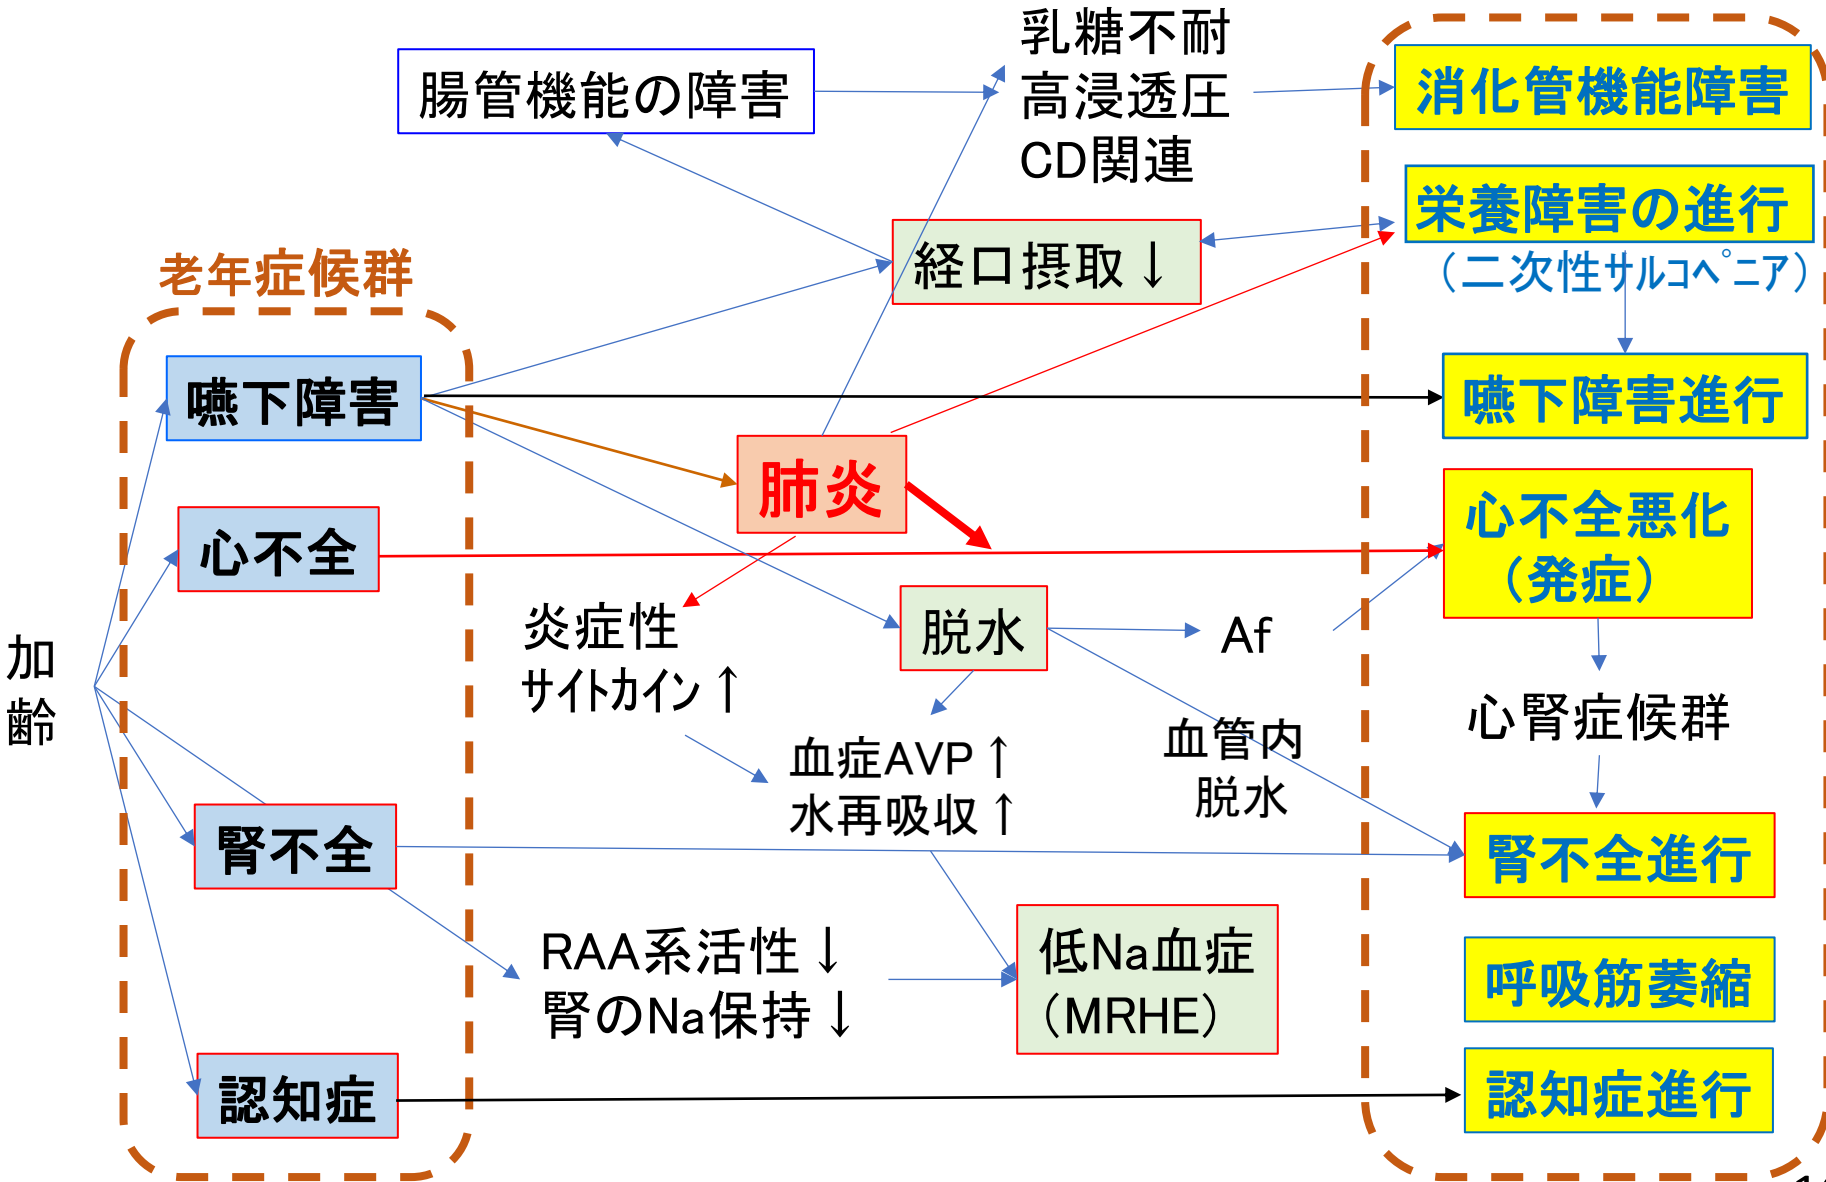 乳糖不耐
高浸透圧
CD関連
腸管機能の障害
消化管機能障害
栄養障害の進行
（二次性ｻﾙｺﾍﾟﾆｱ）
経口摂取↓
老年症候群
嚥下障害
嚥下障害進行
肺炎
心不全
心不全悪化
（発症）
炎症性
ｻｲﾄｶｲﾝ↑
脱水
Af
加
齢
心腎症候群
血症AVP↑
水再吸収↑
血管内
脱水
腎不全
腎不全進行
RAA系活性↓
腎のNa保持↓
低Na血症
（MRHE）
呼吸筋萎縮
認知症
認知症進行